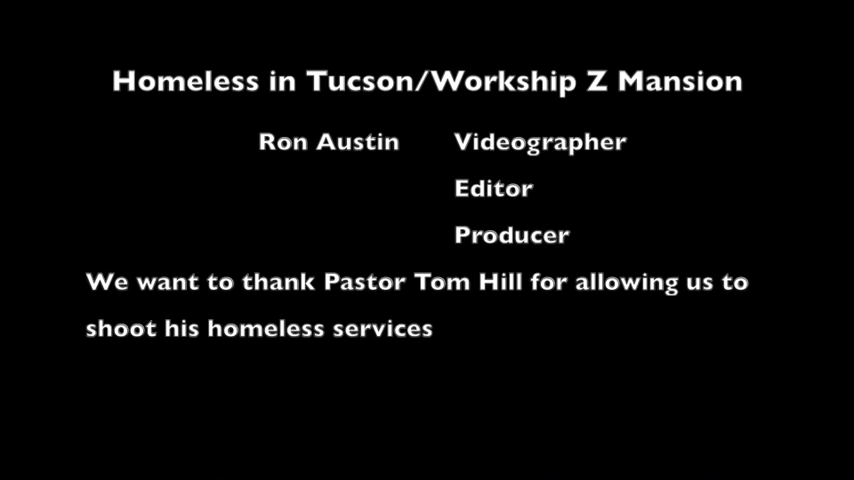 Homeless in Tucson/Workship Z Mansion
Ron Austin Videographer
Editor
Producer
We want to thank Pastor Tom Hill for allowing us to
shoot his homeless services